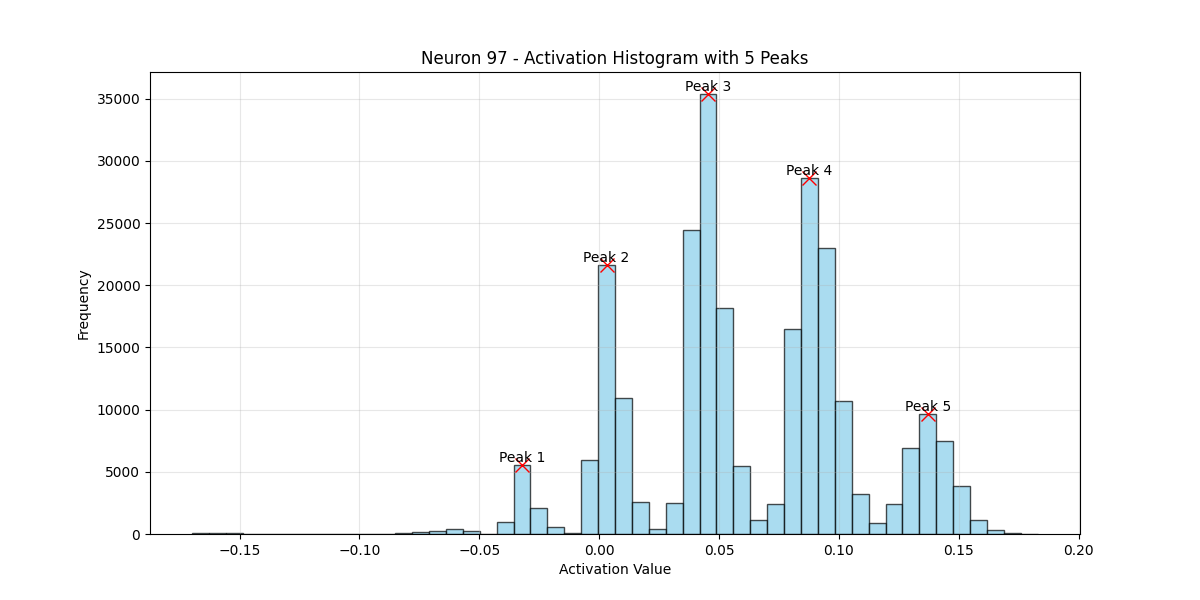 Neuron 97 - Activation Histogram with 5 Peaks
Peak 3
Peak 4
Peak 2
Peak 5
Peak 1
35000
30000
25000
20000
15000
10000
5000
0
Frequency
−0.15 −0.10 −0.05 0.00 0.05 0.10 0.15 0.20
Activation Value